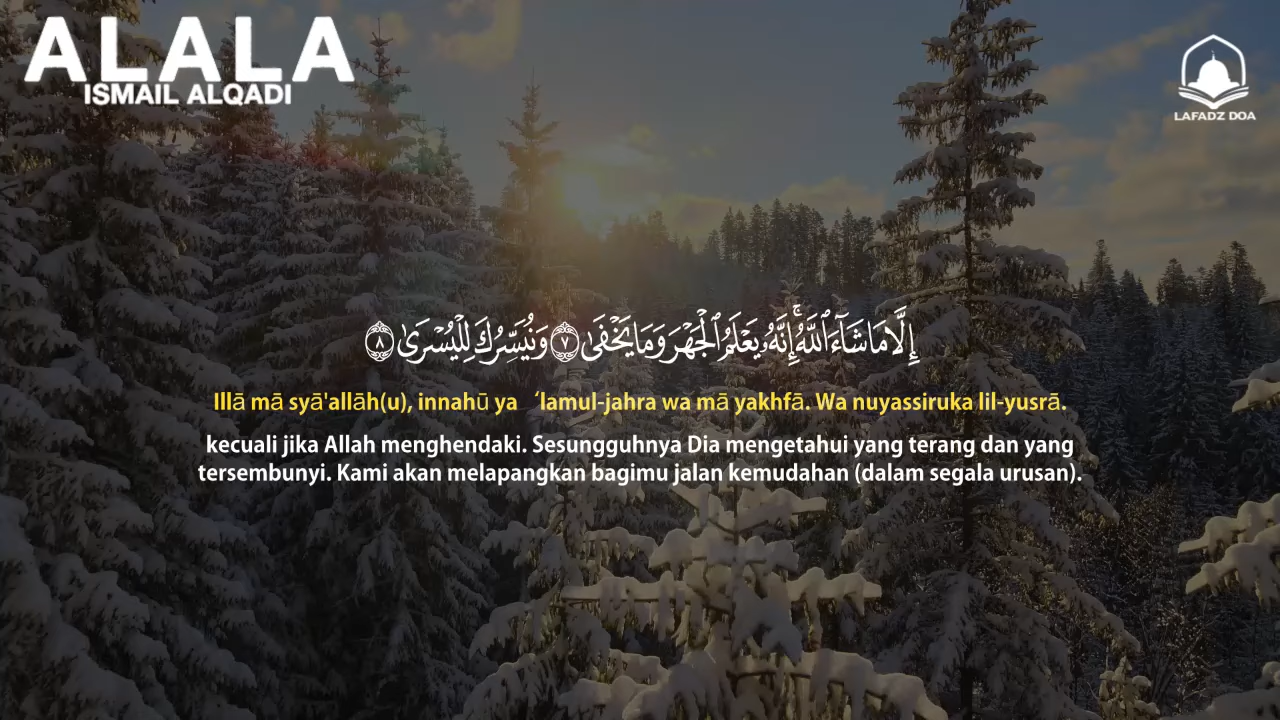 ALALA
ISMAIL ALQADI
LAFADZ DOA
إِلَّا مَا شَآءَ ٱللَّهُ ۚ إِنَّهُۥ يَعْلَمُ ٱلْجَهْرَ وَمَا يَخْفَىٰ ٧ وَنُيَسِّرُكَ لِلْيُسْرَىٰ ٨
Illā mā syā'allāh(u), innahū ya ‘lamul-jahra wa mā yakhfā. Wa nuyassiruka lil-yusrā.
kecuali jika Allah menghendaki. Sesungguhnya Dia mengetahui yang terang dan yang
tersembunyi. Kami akan melapangkan bagimu jalan kemudahan (dalam segala urusan).